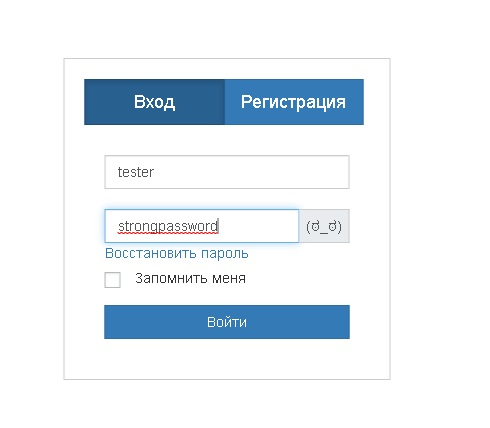 Вход Регистрация
tester
strongpassword (ಠ_ಠ)
Восстановить пароль
Запомнить меня
Войти